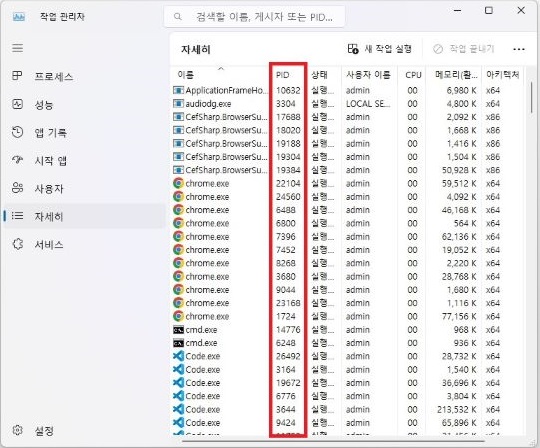 작업 관리자
검색할 이름, 게시자 또는 PID...
프로세스
성능
앱 기록
시작 앱
사용자
자세히
서비스
설정
자세히
새 작업 실행
작업 끝내기
이름 PID 상태 사용자 이름 CPU 메모리(활... 아키텍처
ApplicationFrameHo... 10632 실행... admin 00 6,980 K x64
audiodg.exe 3304 실행... LOCAL SE... 00 4,800 K x64
CefSharp.BrowserSu... 17688 실행... admin 00 2,092 K x86
CefSharp.BrowserSu... 18020 실행... admin 00 1,668 K x86
CefSharp.BrowserSu... 19188 실행... admin 00 1,416 K x86
CefSharp.BrowserSu... 19304 실행... admin 00 1,504 K x86
CefSharp.BrowserSu... 19384 실행... admin 00 50,928 K x86
chrome.exe 22104 실행... admin 00 59,512 K x64
chrome.exe 24560 실행... admin 00 4,092 K x64
chrome.exe 6488 실행... admin 00 46,168 K x64
chrome.exe 6800 실행... admin 00 564 K x64
chrome.exe 7396 실행... admin 00 62,136 K x64
chrome.exe 7452 실행... admin 00 19,052 K x64
chrome.exe 8268 실행... admin 00 2,220 K x64
chrome.exe 3680 실행... admin 00 28,768 K x64
chrome.exe 9044 실행... admin 00 1,680 K x64
chrome.exe 23168 실행... admin 00 1,116 K x64
chrome.exe 1724 실행... admin 00 77,156 K x64
cmd.exe 14776 실행... admin 00 968 K x64
cmd.exe 6248 실행... admin 00 936 K x64
Code.exe 26492 실행... admin 00 28,732 K x64
Code.exe 3164 실행... admin 00 1,540 K x64
Code.exe 19672 실행... admin 00 36,696 K x64
Code.exe 6776 실행... admin 00 3,804 K x64
Code.exe 3644 실행... admin 00 213,532 K x64
Code.exe 9424 실행... admin 00 65,896 K x64